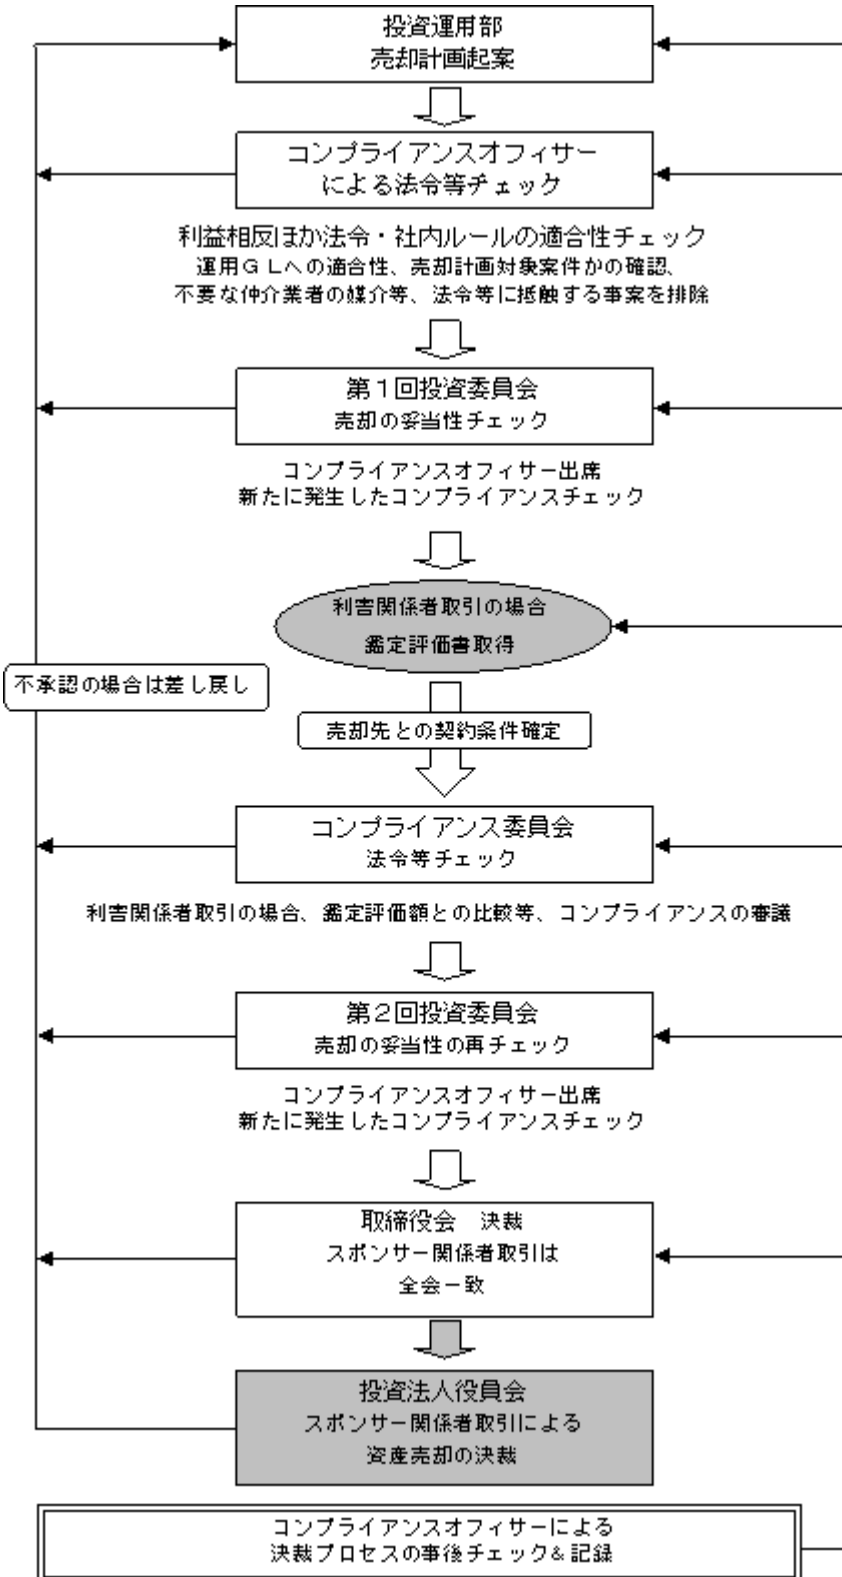 投資運用部
売却計画起案
コンプライアンスオフィサー
による法令等チェック
利益相反ほか法令・社内ルールの適合性チェック
運用ＧＬへの適合性、売却計画対象案件かの確認、
不要な仲介業者の媒介等、法令等に抵触する事案を排除
第１回投資委員会
売却の妥当性チェック
コンプライアンスオフィサー出席
新たに発生したコンプライアンスチェック
利害関係者取引の場合
鑑定評価書取得
不承認の場合は差し戻し
売却先との契約条件確定
コンプライアンス委員会
法令等チェック
利害関係者取引の場合、鑑定評価額との比較等、コンプライアンスの審議
第２回投資委員会
売却の妥当性の再チェック
コンプライアンスオフィサー出席
新たに発生したコンプライアンスチェック
取締役会　決裁
スポンサー関係者取引は
全会一致
投資法人役員会
スポンサー関係者取引による
資産売却の決裁
コンプライアンスオフィサーによる
決裁プロセスの事後チェック＆記録